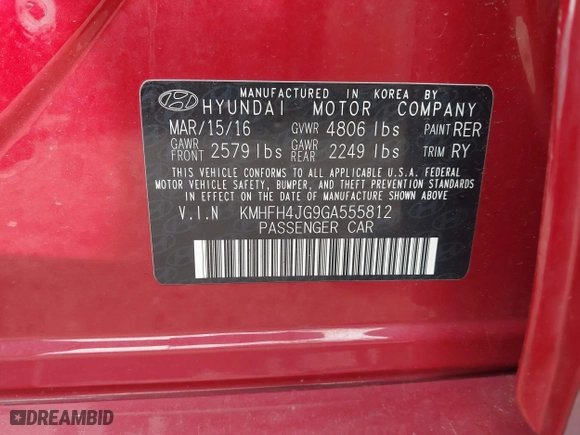 MANUFACTURED IN KOREA BY
HYUNDAI MOTOR COMPANY
MAR/15/16 GVWR 4806 lbs PAINT RER
GAWR FRONT 2579 lbs GAWR REAR 2249 lbs TRIM RY
THIS VEHICLE CONFORMS TO ALL APPLICABLE U.S.A. FEDERAL
MOTOR VEHICLE SAFETY, BUMPER, AND THEFT PREVENTION STANDARDS
IN EFFECT ON THE DATE OF MANUFACTURE SHOWN ABOVE
V.I.N KMHFH4JG9GA555812
PASSENGER CAR
DREAMBID